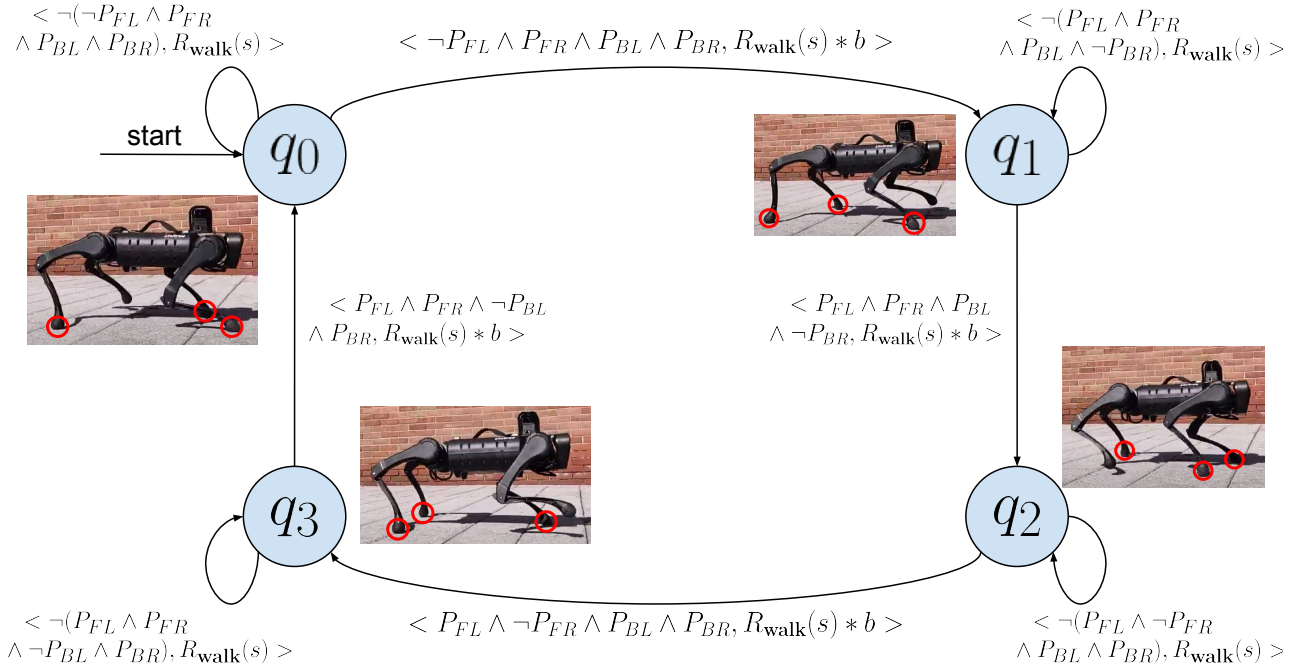 < ¬(¬P_{FL} ∧ P_{FR}
∧ P_{BL} ∧ P_{BR}), R_{walk}(s) >
< ¬P_{FL} ∧ P_{FR} ∧ P_{BL} ∧ P_{BR}, R_{walk}(s) * b >
< ¬(P_{FL} ∧ P_{FR}
∧ P_{BL} ∧ ¬P_{BR}), R_{walk}(s) >
start
q_0
q_1
< P_{FL} ∧ P_{FR} ∧ ¬P_{BL}
∧ P_{BR}, R_{walk}(s) * b >
< P_{FL} ∧ P_{FR} ∧ P_{BL}
∧ ¬P_{BR}, R_{walk}(s) * b >
q_3
q_2
< ¬(P_{FL} ∧ P_{FR}
∧ ¬P_{BL} ∧ P_{BR}), R_{walk}(s) >
< P_{FL} ∧ ¬P_{FR} ∧ P_{BL} ∧ P_{BR}, R_{walk}(s) * b >
< ¬(P_{FL} ∧ ¬P_{FR}
∧ P_{BL} ∧ P_{BR}), R_{walk}(s) >